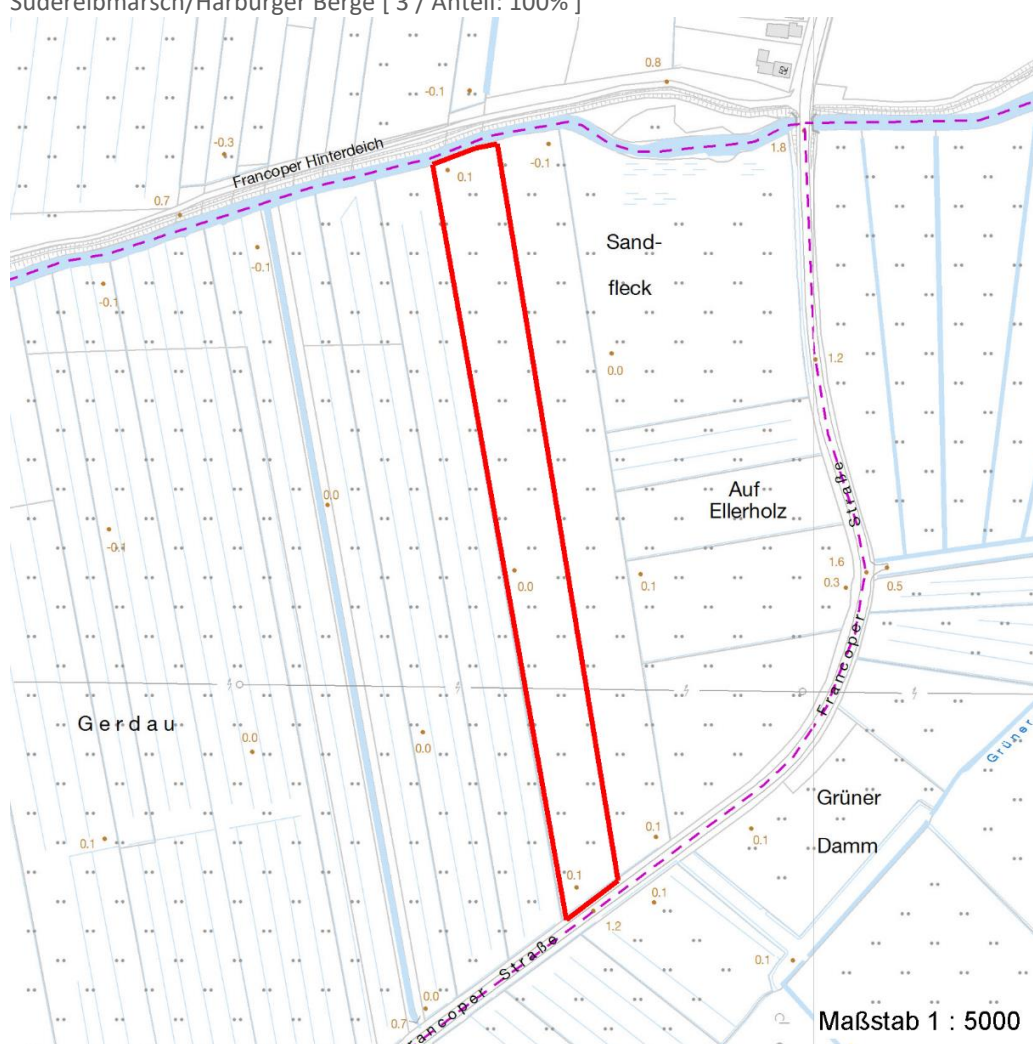 Süderelbmarsch/Harburger Berge [ 3 / Anteil: 100% ]
0.8
-0.1
-0.3
Francoper Hinterdeich
1.8
0.1
-0.1
0.7
-0.1
-0.1
Sand-
fleck
0.0
1.2
Auf
Ellerholz
0.0
-0.1
Francoper Straße
1.6
0.3
0.5
0.0
0.1
Gerdau
0.0
0.0
Grüner
Grüner
Damm
0.1
0.1
0.1
0.1
0.1
1.2
0.1
0.0
0.7
Francoper Straße
Maßstab 1 : 5000